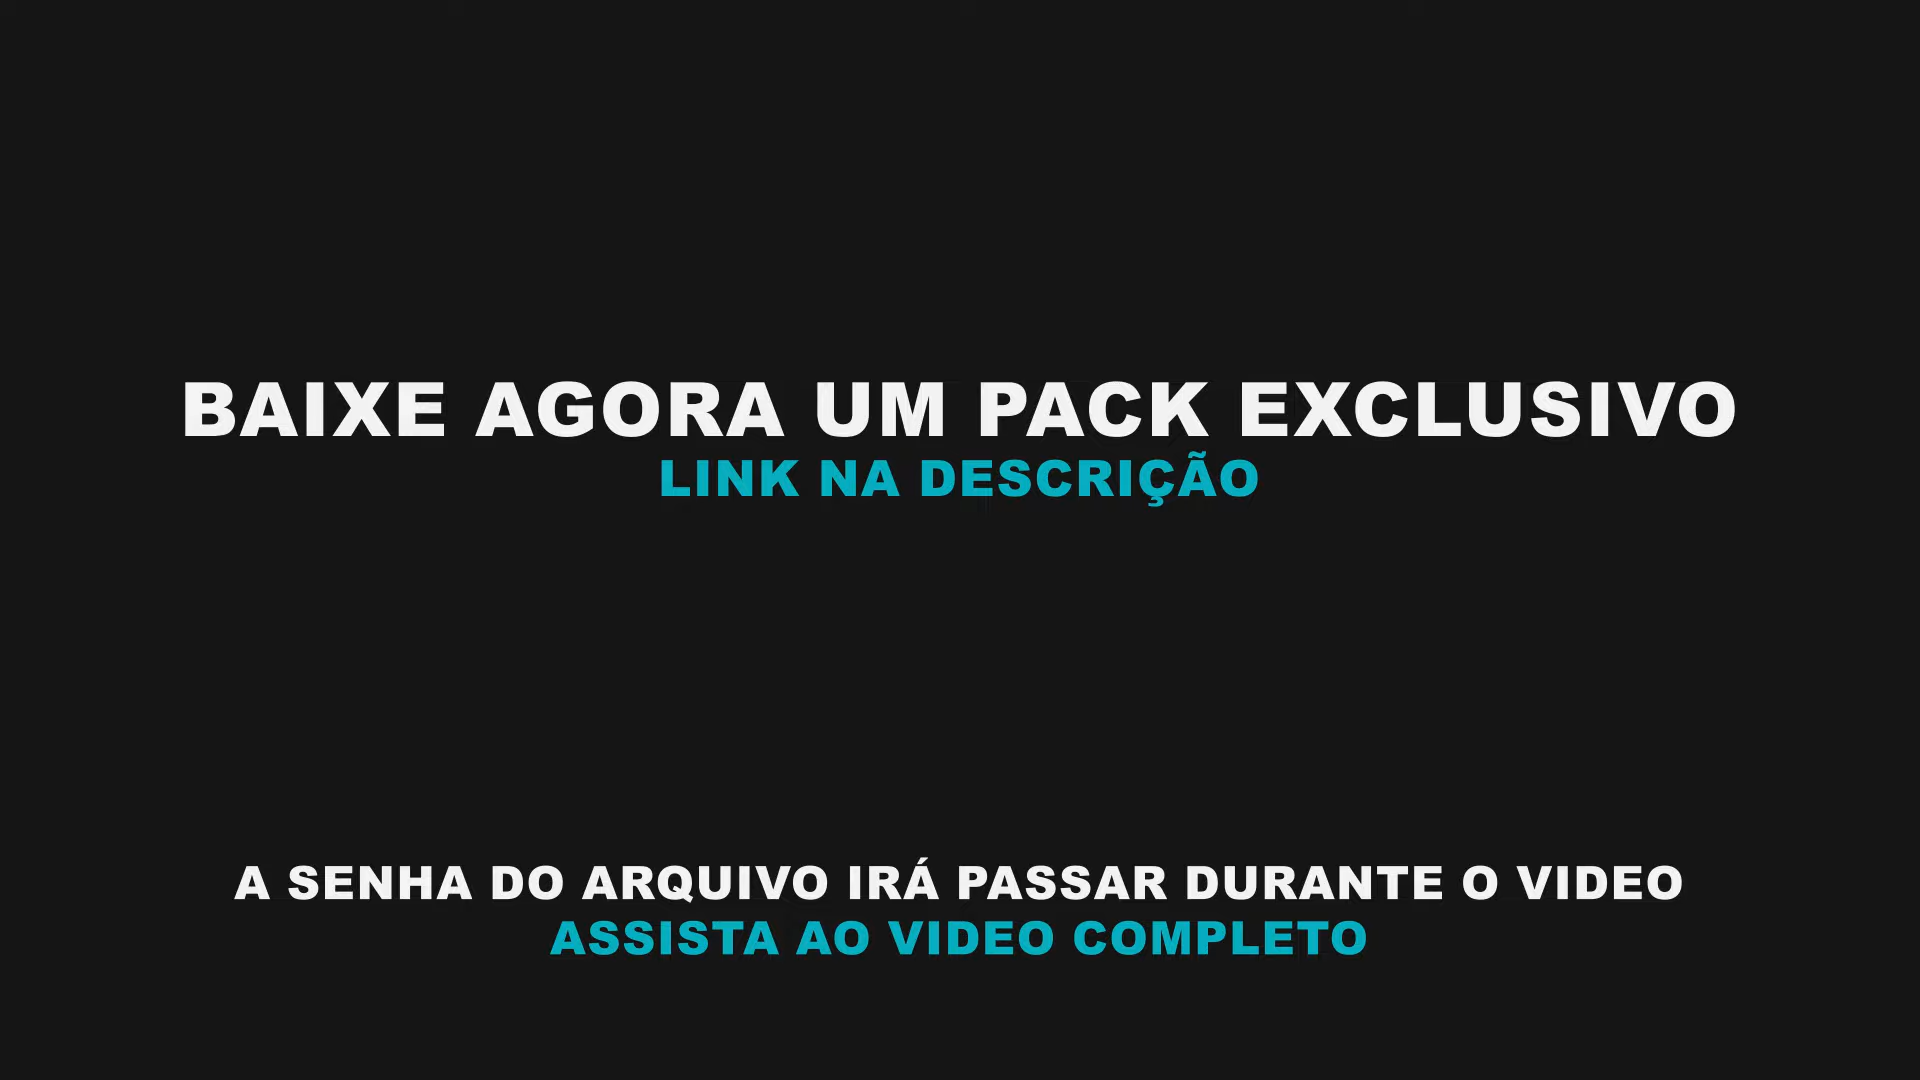 BAIXE AGORA UM PACK EXCLUSIVO
LINK NA DESCRIÇÃO
A SENHA DO ARQUIVO IRÁ PASSAR DURANTE O VIDEO
ASSISTA AO VIDEO COMPLETO